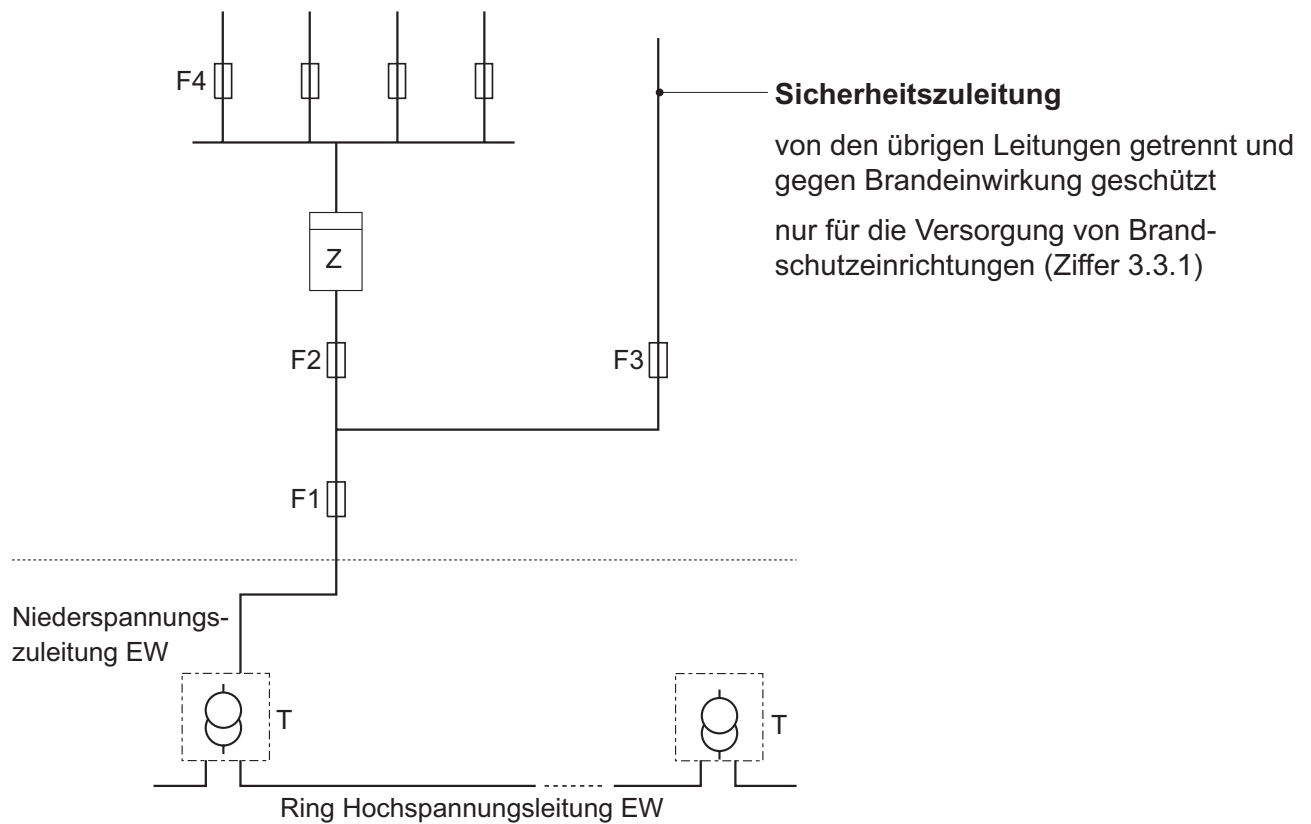 F4
Sicherheitszuleitung
von den übrigen Leitungen getrennt und
gegen Brandeinwirkung geschützt
nur für die Versorgung von Brand-
schutzeinrichtungen (Ziffer 3.3.1)
Z
F2
F3
F1
Niederspannungs-
zuleitung EW
T
T
Ring Hochspannungsleitung EW